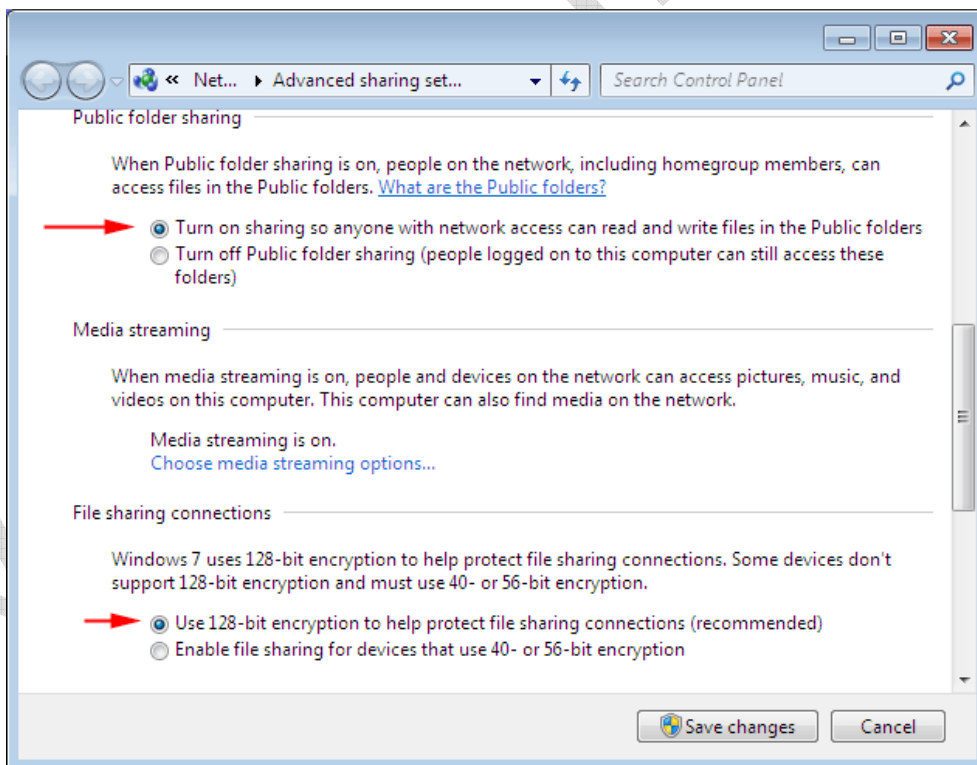 « Net... Advanced sharing set... Search Control Panel
Public folder sharing
When Public folder sharing is on, people on the network, including homegroup members, can
access files in the Public folders. What are the Public folders?
Turn on sharing so anyone with network access can read and write files in the Public folders
Turn off Public folder sharing (people logged on to this computer can still access these
folders)
Media streaming
When media streaming is on, people and devices on the network can access pictures, music, and
videos on this computer. This computer can also find media on the network.
Media streaming is on.
Choose media streaming options...
File sharing connections
Windows 7 uses 128-bit encryption to help protect file sharing connections. Some devices don't
support 128-bit encryption and must use 40- or 56-bit encryption.
Use 128-bit encryption to help protect file sharing connections (recommended)
Enable file sharing for devices that use 40- or 56-bit encryption
Save changes Cancel